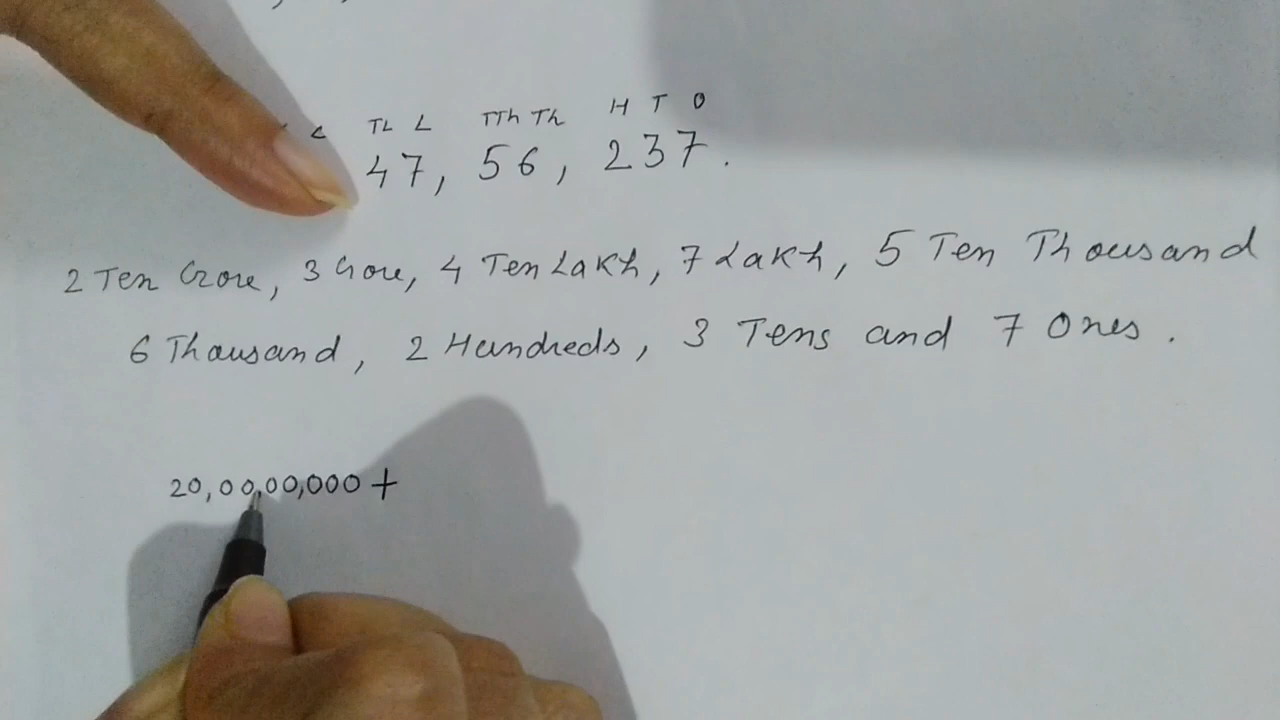 C TL L TTh Th H T O
47, 56, 237.
2 Ten Crore, 3 Crore, 4 Ten Lakh, 7 Lakh, 5 Ten Thousand
6 Thousand, 2 Hundreds, 3 Tens and 7 Ones.
20,00,00,000 +